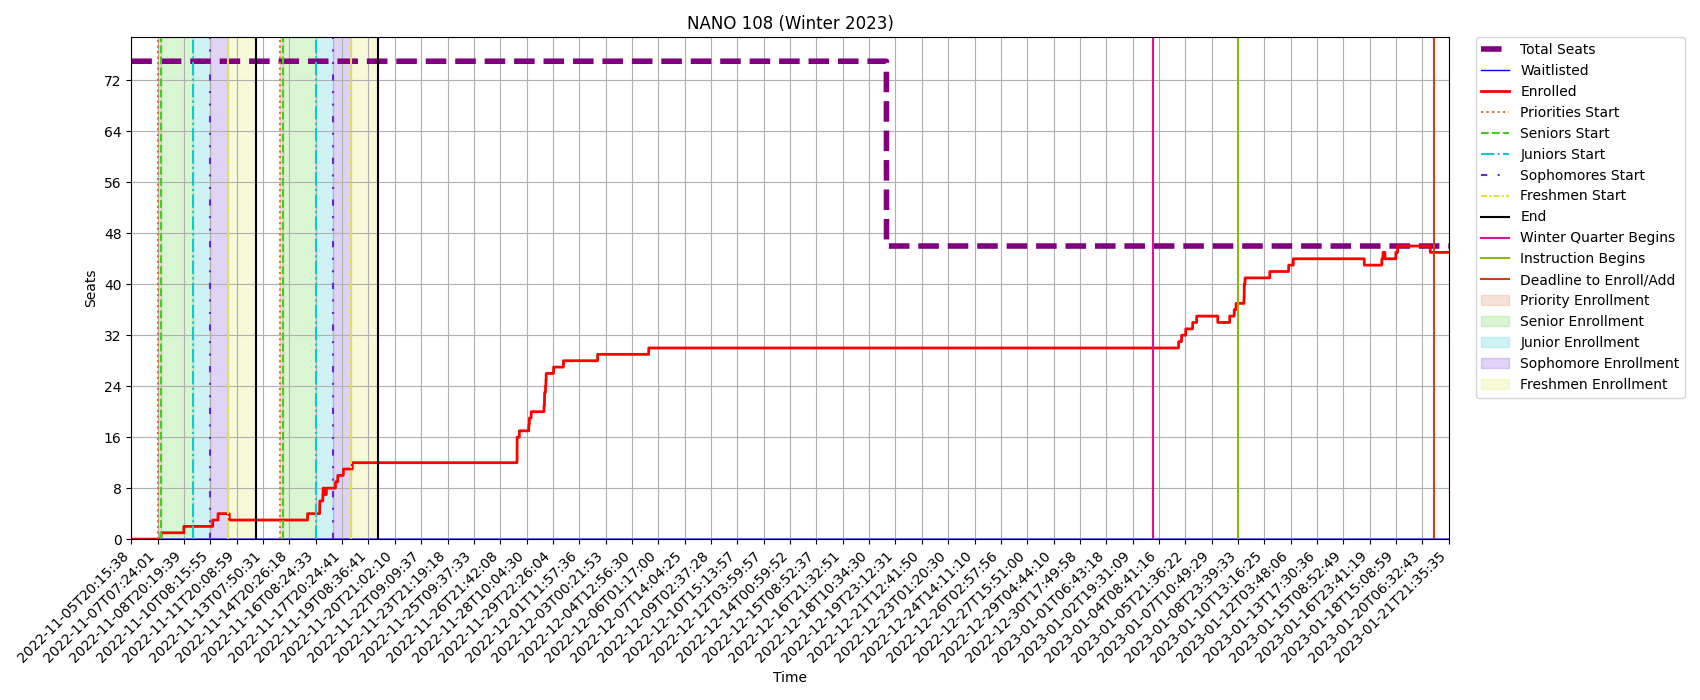 NANO 108 (Winter 2023)
Seats
72
64
56
48
40
32
24
16
8
0
2022-11-05T20:15:38
2022-11-07T07:24:01
2022-11-08T20:19:39
2022-11-10T08:15:55
2022-11-11T20:08:59
2022-11-13T07:50:31
2022-11-14T20:26:18
2022-11-16T08:24:33
2022-11-17T20:24:41
2022-11-19T08:36:41
2022-11-20T21:02:10
2022-11-22T09:09:37
2022-11-23T21:19:18
2022-11-25T09:37:33
2022-11-26T21:42:08
2022-11-28T10:04:30
2022-11-29T22:26:04
2022-12-01T11:57:36
2022-12-03T00:21:53
2022-12-04T12:56:30
2022-12-06T01:17:00
2022-12-07T14:04:25
2022-12-09T02:37:28
2022-12-10T15:13:57
2022-12-12T03:59:57
2022-12-14T00:59:52
2022-12-15T08:52:37
2022-12-16T21:32:51
2022-12-18T10:34:30
2022-12-19T23:12:31
2022-12-21T12:41:50
2022-12-23T01:20:30
2022-12-24T14:11:10
2022-12-26T02:57:56
2022-12-27T15:51:00
2022-12-29T04:44:10
2022-12-30T17:49:58
2023-01-01T06:43:18
2023-01-02T19:31:09
2023-01-04T08:41:16
2023-01-05T21:36:22
2023-01-07T10:49:29
2023-01-08T23:39:33
2023-01-10T13:16:25
2023-01-12T03:48:06
2023-01-13T17:30:36
2023-01-15T08:52:49
2023-01-16T23:41:19
2023-01-18T15:08:59
2023-01-20T06:32:43
2023-01-21T21:35:35
Time
Total Seats
Waitlisted
Enrolled
Priorities Start
Seniors Start
Juniors Start
Sophomores Start
Freshmen Start
End
Winter Quarter Begins
Instruction Begins
Deadline to Enroll/Add
Priority Enrollment
Senior Enrollment
Junior Enrollment
Sophomore Enrollment
Freshmen Enrollment